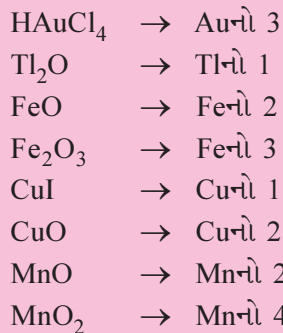 HAuCl₄ → Auનો 3
Tl₂O → Tlનો 1
FeO → Feનો 2
Fe₂O₃ → Feનો 3
CuI → Cuનો 1
CuO → Cuનો 2
MnO → Mnનો 2
MnO₂ → Mnનો 4